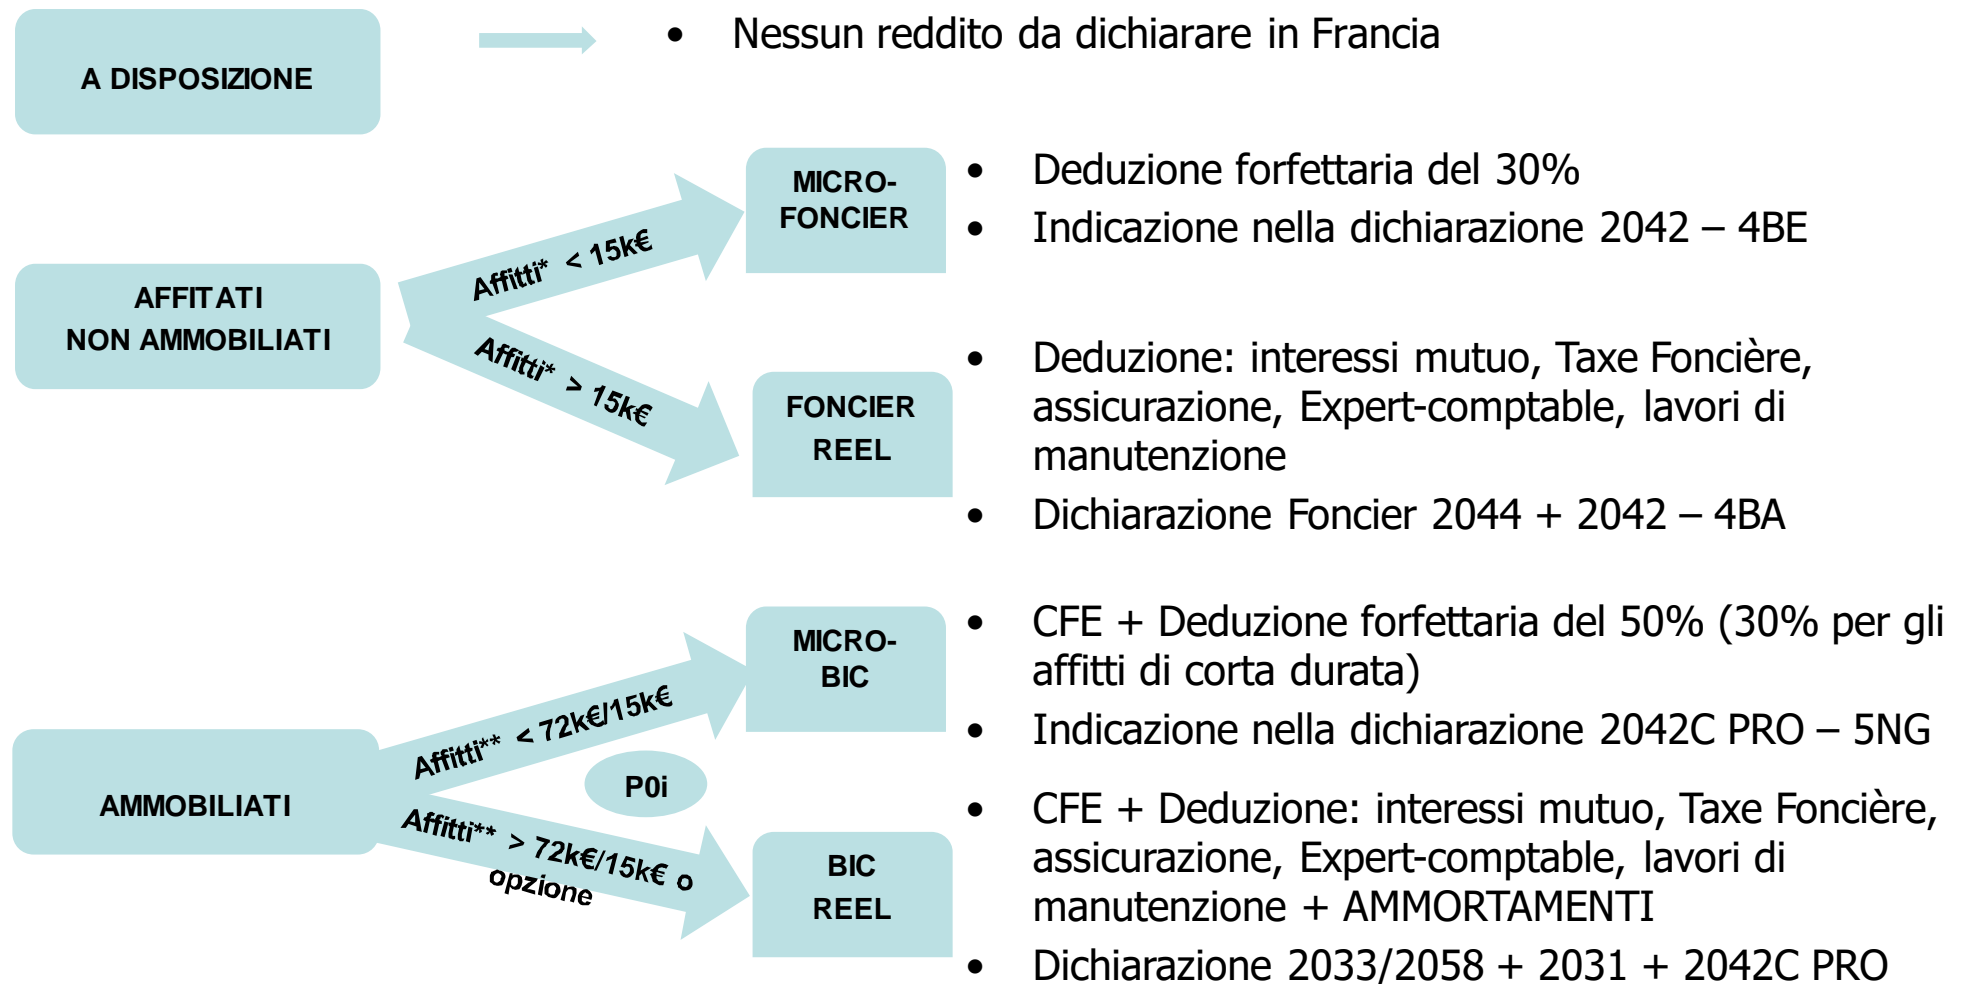 A DISPOSIZIONE
• Nessun reddito da dichiarare in Francia
AFFITATI
NON AMMOBILIATI
Affitti* < 15k€
MICRO-
FONCIER
• Deduzione forfettaria del 30%
• Indicazione nella dichiarazione 2042 – 4BE
Affitti* > 15k€
FONCIER
REEL
• Deduzione: interessi mutuo, Taxe Foncière,
assicurazione, Expert-comptable, lavori di
manutenzione
• Dichiarazione Foncier 2044 + 2042 – 4BA
AMMOBILIATI
Affitti** < 72k€/15k€
P0i
MICRO-
BIC
• CFE + Deduzione forfettaria del 50% (30% per gli
affitti di corta durata)
• Indicazione nella dichiarazione 2042C PRO – 5NG
Affitti** > 72k€/15k€ o
opzione
BIC
REEL
• CFE + Deduzione: interessi mutuo, Taxe Foncière,
assicurazione, Expert-comptable, lavori di
manutenzione + AMMORTAMENTI
• Dichiarazione 2033/2058 + 2031 + 2042C PRO